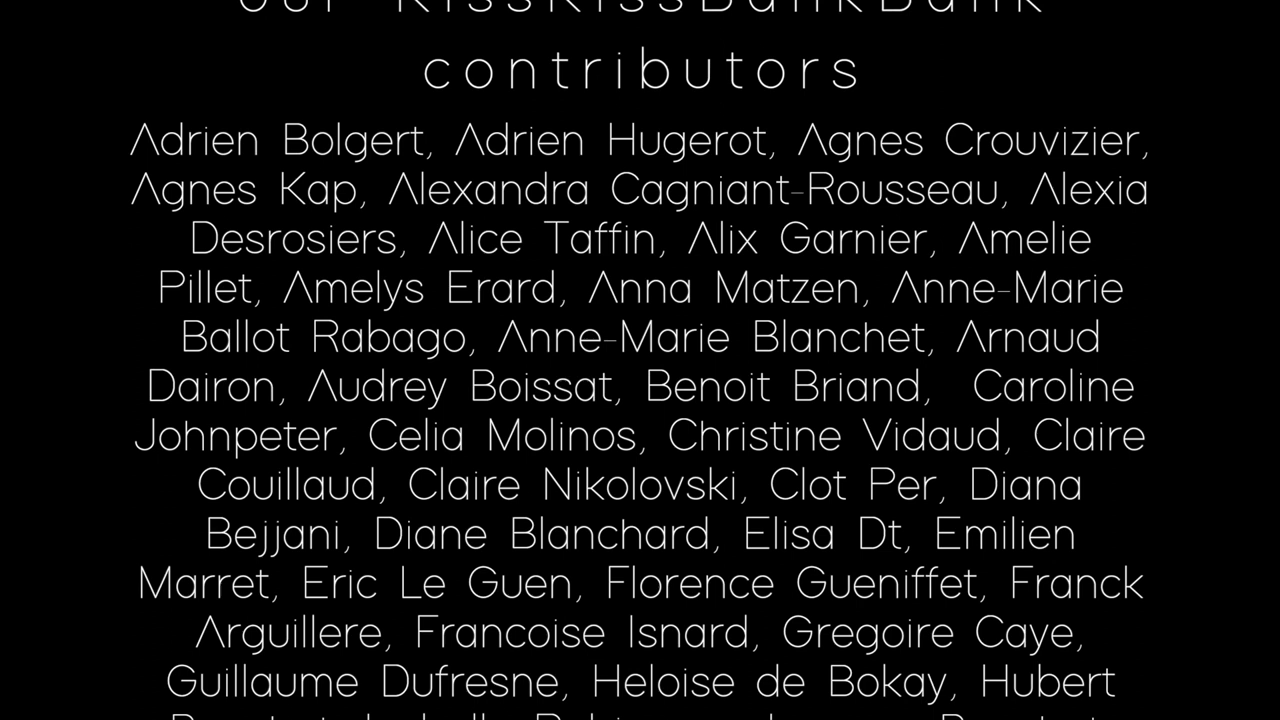 our KissKissBankBank
contributors
Adrien Bolgert, Adrien Hugerot, Agnes Crouvizier,
Agnes Kap, Alexandra Cagniant-Rousseau, Alexia
Desrosiers, Alice Taffin, Alix Garnier, Amelie
Pillet, Amelys Erard, Anna Matzen, Anne-Marie
Ballot Rabago, Anne-Marie Blanchet, Arnaud
Dairon, Audrey Boissat, Benoit Briand, Caroline
Johnpeter, Celia Molinos, Christine Vidaud, Claire
Couillaud, Claire Nikolovski, Clot Per, Diana
Bejjani, Diane Blanchard, Elisa Dt, Emilien
Marret, Eric Le Guen, Florence Gueniffet, Franck
Arguillere, Francoise Isnard, Gregoire Caye,
Guillaume Dufresne, Heloise de Bokay, Hubert